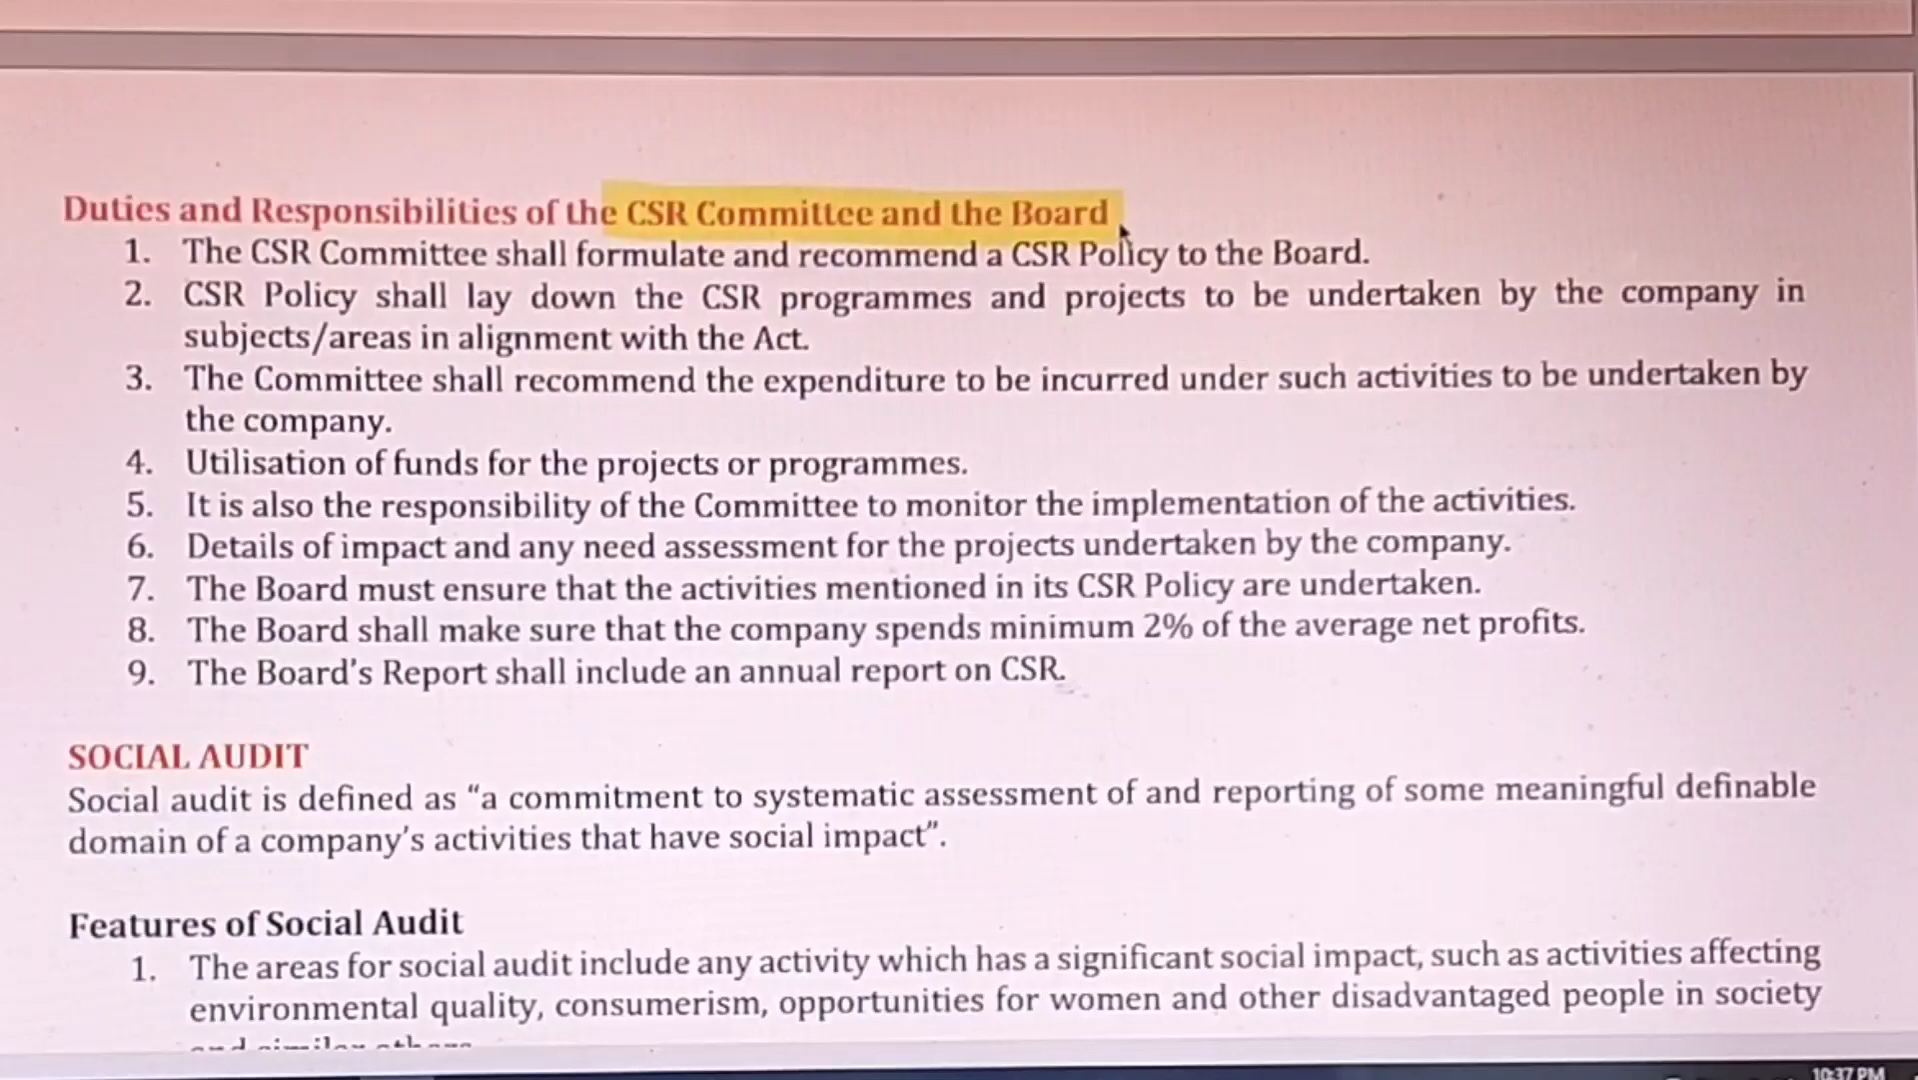 Duties and Responsibilities of the CSR Committee and the Board
1. The CSR Committee shall formulate and recommend a CSR Policy to the Board.
2. CSR Policy shall lay down the CSR programmes and projects to be undertaken by the company in
subjects/areas in alignment with the Act.
3. The Committee shall recommend the expenditure to be incurred under such activities to be undertaken by
the company.
4. Utilisation of funds for the projects or programmes.
5. It is also the responsibility of the Committee to monitor the implementation of the activities.
6. Details of impact and any need assessment for the projects undertaken by the company.
7. The Board must ensure that the activities mentioned in its CSR Policy are undertaken.
8. The Board shall make sure that the company spends minimum 2% of the average net profits.
9. The Board's Report shall include an annual report on CSR.
SOCIAL AUDIT
Social audit is defined as “a commitment to systematic assessment of and reporting of some meaningful definable
domain of a company's activities that have social impact”.
Features of Social Audit
1. The areas for social audit include any activity which has a significant social impact, such as activities affecting
environmental quality, consumerism, opportunities for women and other disadvantaged people in society
10:37 PM